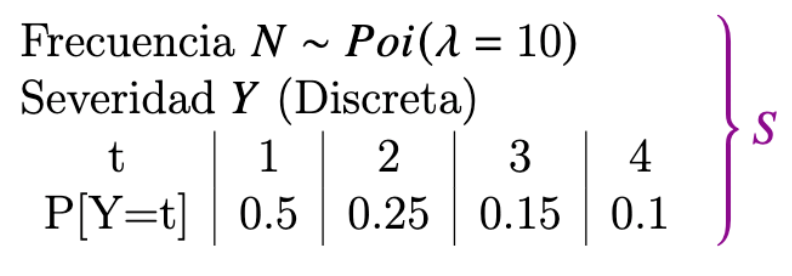 Frecuencia N ~ Poi(λ = 10)
Severidad Y (Discreta)
t 1 2 3 4
P[Y=t] 0.5 0.25 0.15 0.1
S